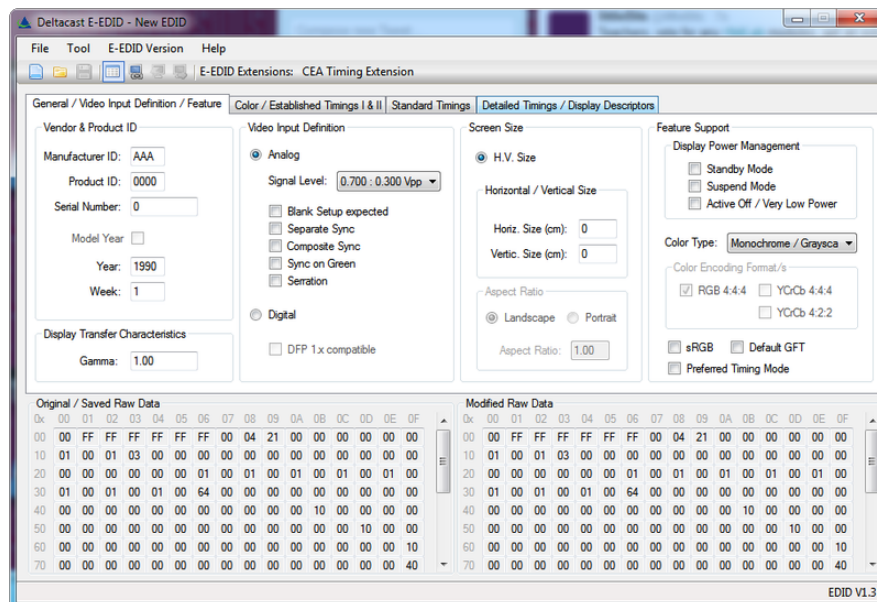 Deltacast E-EDID - New EDID
File Tool E-EDID Version Help
E-EDID Extensions: CEA Timing Extension
General / Video Input Definition / Feature Color / Established Timings I & II Standard Timings Detailed Timings / Display Descriptors
Vendor & Product ID
Manufacturer ID: AAA
Product ID: 0000
Serial Number: 0
Model Year
Year: 1990
Week: 1
Display Transfer Characteristics
Gamma: 1.00
Video Input Definition
Analog
Signal Level: 0.700 : 0.300 Vpp
Blank Setup expected
Separate Sync
Composite Sync
Sync on Green
Serration
Digital
DFP 1.x compatible
Screen Size
H.V. Size
Horizontal / Vertical Size
Horiz. Size (cm): 0
Vertic. Size (cm): 0
Aspect Ratio
Landscape Portrait
Aspect Ratio: 1.00
Feature Support
Display Power Management
Standby Mode
Suspend Mode
Active Off / Very Low Power
Color Type: Monochrome / Graysca
Color Encoding Format/s
RGB 4:4:4 YCrCb 4:4:4
YCrCb 4:2:2
sRGB Default GFT
Preferred Timing Mode
Original / Saved Raw Data
0x 00 01 02 03 04 05 06 07 08 09 0A 0B 0C 0D 0E 0F
00 00 FF FF FF FF FF FF 00 04 21 00 00 00 00 00 00
10 01 00 01 03 00 00 00 00 00 00 00 00 00 00 00 00
20 00 00 00 00 00 00 01 00 01 00 01 00 01 00 01 00
30 01 00 01 00 01 00 64 00 00 00 00 00 00 00 00 00
40 00 00 00 00 00 00 00 00 00 00 00 10 00 00 00 00
50 00 00 00 00 00 00 00 00 00 00 00 00 00 10 00 00
60 00 00 00 00 00 00 00 00 00 00 00 00 00 00 00 10
70 00 00 00 00 00 00 00 00 00 00 00 00 00 00 00 40
Modified Raw Data
0x 00 01 02 03 04 05 06 07 08 09 0A 0B 0C 0D 0E 0F
00 00 FF FF FF FF FF FF 00 04 21 00 00 00 00 00 00
10 01 00 01 03 00 00 00 00 00 00 00 00 00 00 00 00
20 00 00 00 00 00 00 01 00 01 00 01 00 01 00 01 00
30 01 00 01 00 01 00 64 00 00 00 00 00 00 00 00 00
40 00 00 00 00 00 00 00 00 00 00 00 10 00 00 00 00
50 00 00 00 00 00 00 00 00 00 00 00 00 00 10 00 00
60 00 00 00 00 00 00 00 00 00 00 00 00 00 00 00 10
70 00 00 00 00 00 00 00 00 00 00 00 00 00 00 00 40
EDID V1.3